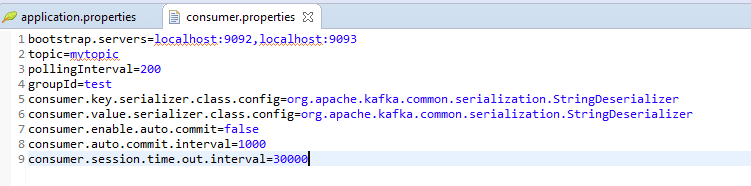 application.properties
consumer.properties
1 bootstrap.servers=localhost:9092,localhost:9093
2 topic=mytopic
3 pollingInterval=200
4 groupId=test
5 consumer.key.serializer.class.config=org.apache.kafka.common.serialization.StringDeserializer
6 consumer.value.serializer.class.config=org.apache.kafka.common.serialization.StringDeserializer
7 consumer.enable.auto.commit=false
8 consumer.auto.commit.interval=1000
9 consumer.session.time.out.interval=30000